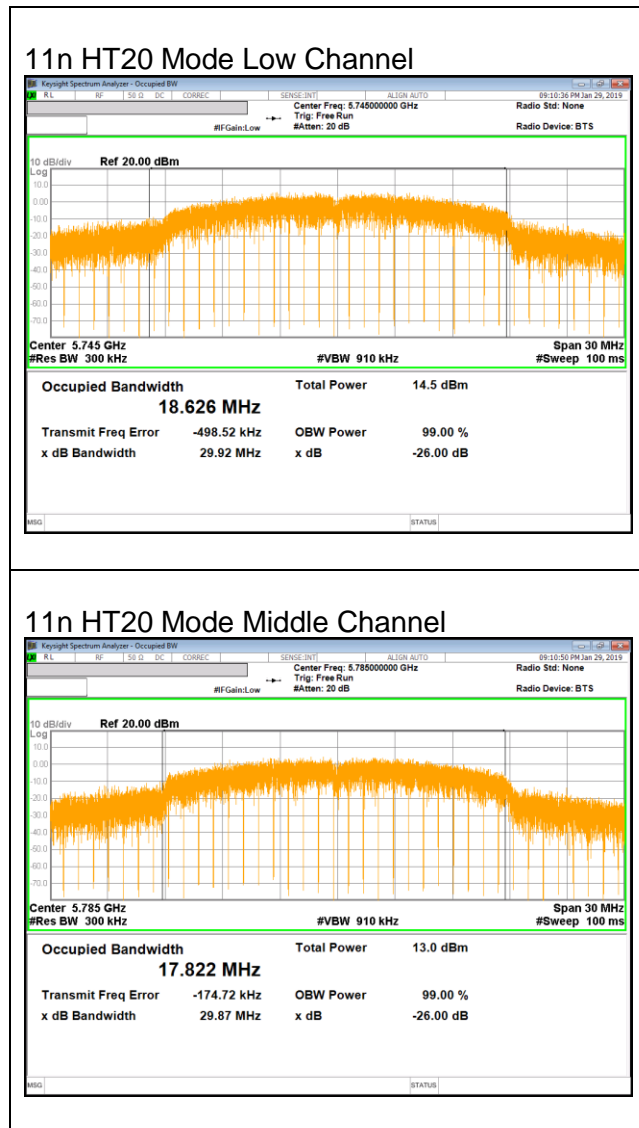 11n HT20 Mode Low Channel
Keysight Spectrum Analyzer - Occupied BW
RL RF 50 Ω DC CORREC SENSE:INT ALIGN AUTO 09:10:36 PM Jan 29, 2019
Center Freq: 5.745000000 GHz Radio Std: None
Trig: Free Run
#IFGain:Low #Atten: 20 dB Radio Device: BTS
10 dB/div Ref 20.00 dBm
Log
10.0
0.00
-10.0
-20.0
-30.0
-40.0
-50.0
-60.0
-70.0
Center 5.745 GHz Span 30 MHz
#Res BW 300 kHz #VBW 910 kHz #Sweep 100 ms
Occupied Bandwidth Total Power 14.5 dBm
18.626 MHz
Transmit Freq Error -498.52 kHz OBW Power 99.00 %
x dB Bandwidth 29.92 MHz x dB -26.00 dB
MSG STATUS
11n HT20 Mode Middle Channel
Keysight Spectrum Analyzer - Occupied BW
RL RF 50 Ω DC CORREC SENSE:INT ALIGN AUTO 09:10:50 PM Jan 29, 2019
Center Freq: 5.785000000 GHz Radio Std: None
Trig: Free Run
#IFGain:Low #Atten: 20 dB Radio Device: BTS
10 dB/div Ref 20.00 dBm
Log
10.0
0.00
-10.0
-20.0
-30.0
-40.0
-50.0
-60.0
-70.0
Center 5.785 GHz Span 30 MHz
#Res BW 300 kHz #VBW 910 kHz #Sweep 100 ms
Occupied Bandwidth Total Power 13.0 dBm
17.822 MHz
Transmit Freq Error -174.72 kHz OBW Power 99.00 %
x dB Bandwidth 29.87 MHz x dB -26.00 dB
MSG STATUS